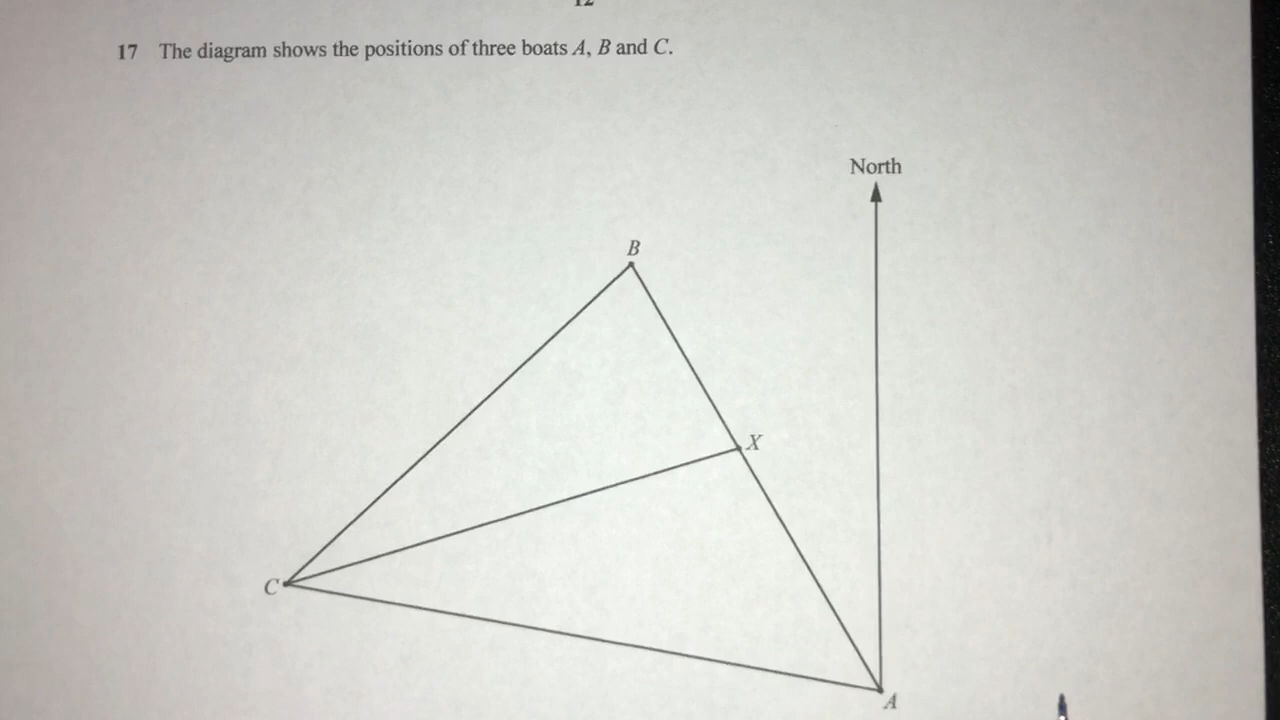 17 The diagram shows the positions of three boats A, B and C.
North
B
X
C
A